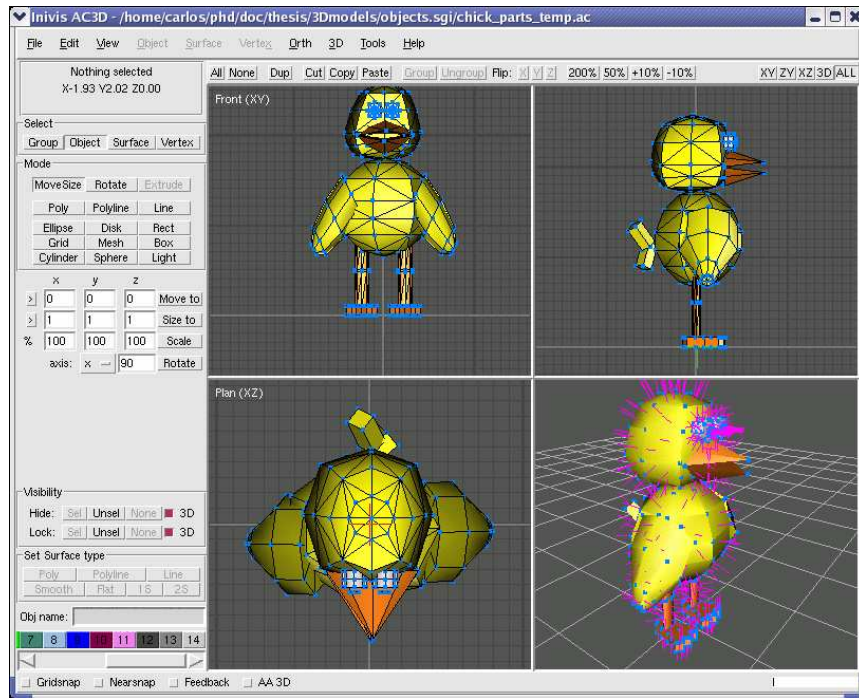 Inivis AC3D - /home/carlos/phd/doc/thesis/3Dmodels/objects.sgi/chick_parts_temp.ac
File Edit View Object Surface Vertex Orth 3D Tools Help
Nothing selected
X-1.93 Y2.02 Z0.00
All None Dup Cut Copy Paste Group Ungroup Flip: X Y Z 200% 50% +10% -10% XY ZY XZ 3D ALL
Select
Group Object Surface Vertex
Mode
MoveSize Rotate Extrude
Poly Polyline Line
Ellipse Disk Rect
Grid Mesh Box
Cylinder Sphere Light
x y z
> 0 0 0 Move to
> 1 1 1 Size to
% 100 100 100 Scale
axis: x 90 Rotate
Visibility
Hide: Sel Unsel None 3D
Lock: Sel Unsel None 3D
Set Surface type
Poly Polyline Line
Smooth Flat 1S 2S
Obj name:
7 8 9 10 11 12 13 14
Gridsnap Nearsnap Feedback AA 3D
Front (XY)
Plan (XZ)